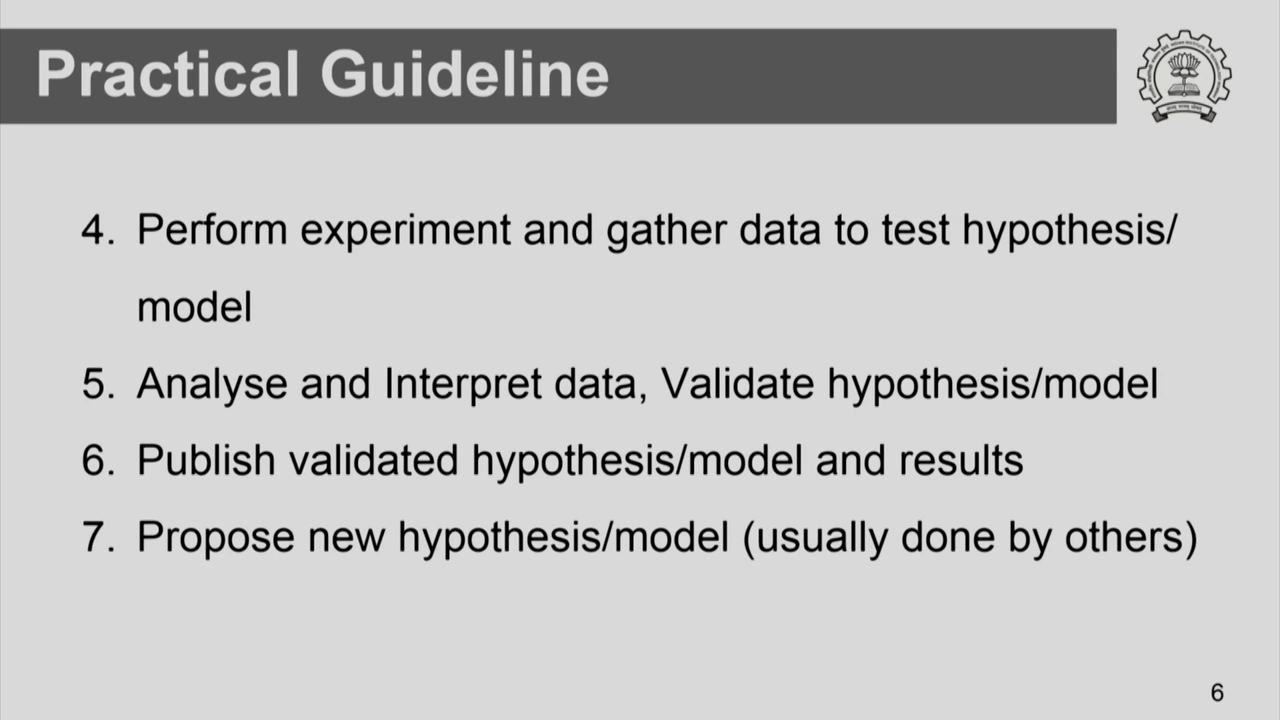 Practical Guideline
4. Perform experiment and gather data to test hypothesis/
model
5. Analyse and Interpret data, Validate hypothesis/model
6. Publish validated hypothesis/model and results
7. Propose new hypothesis/model (usually done by others)
6